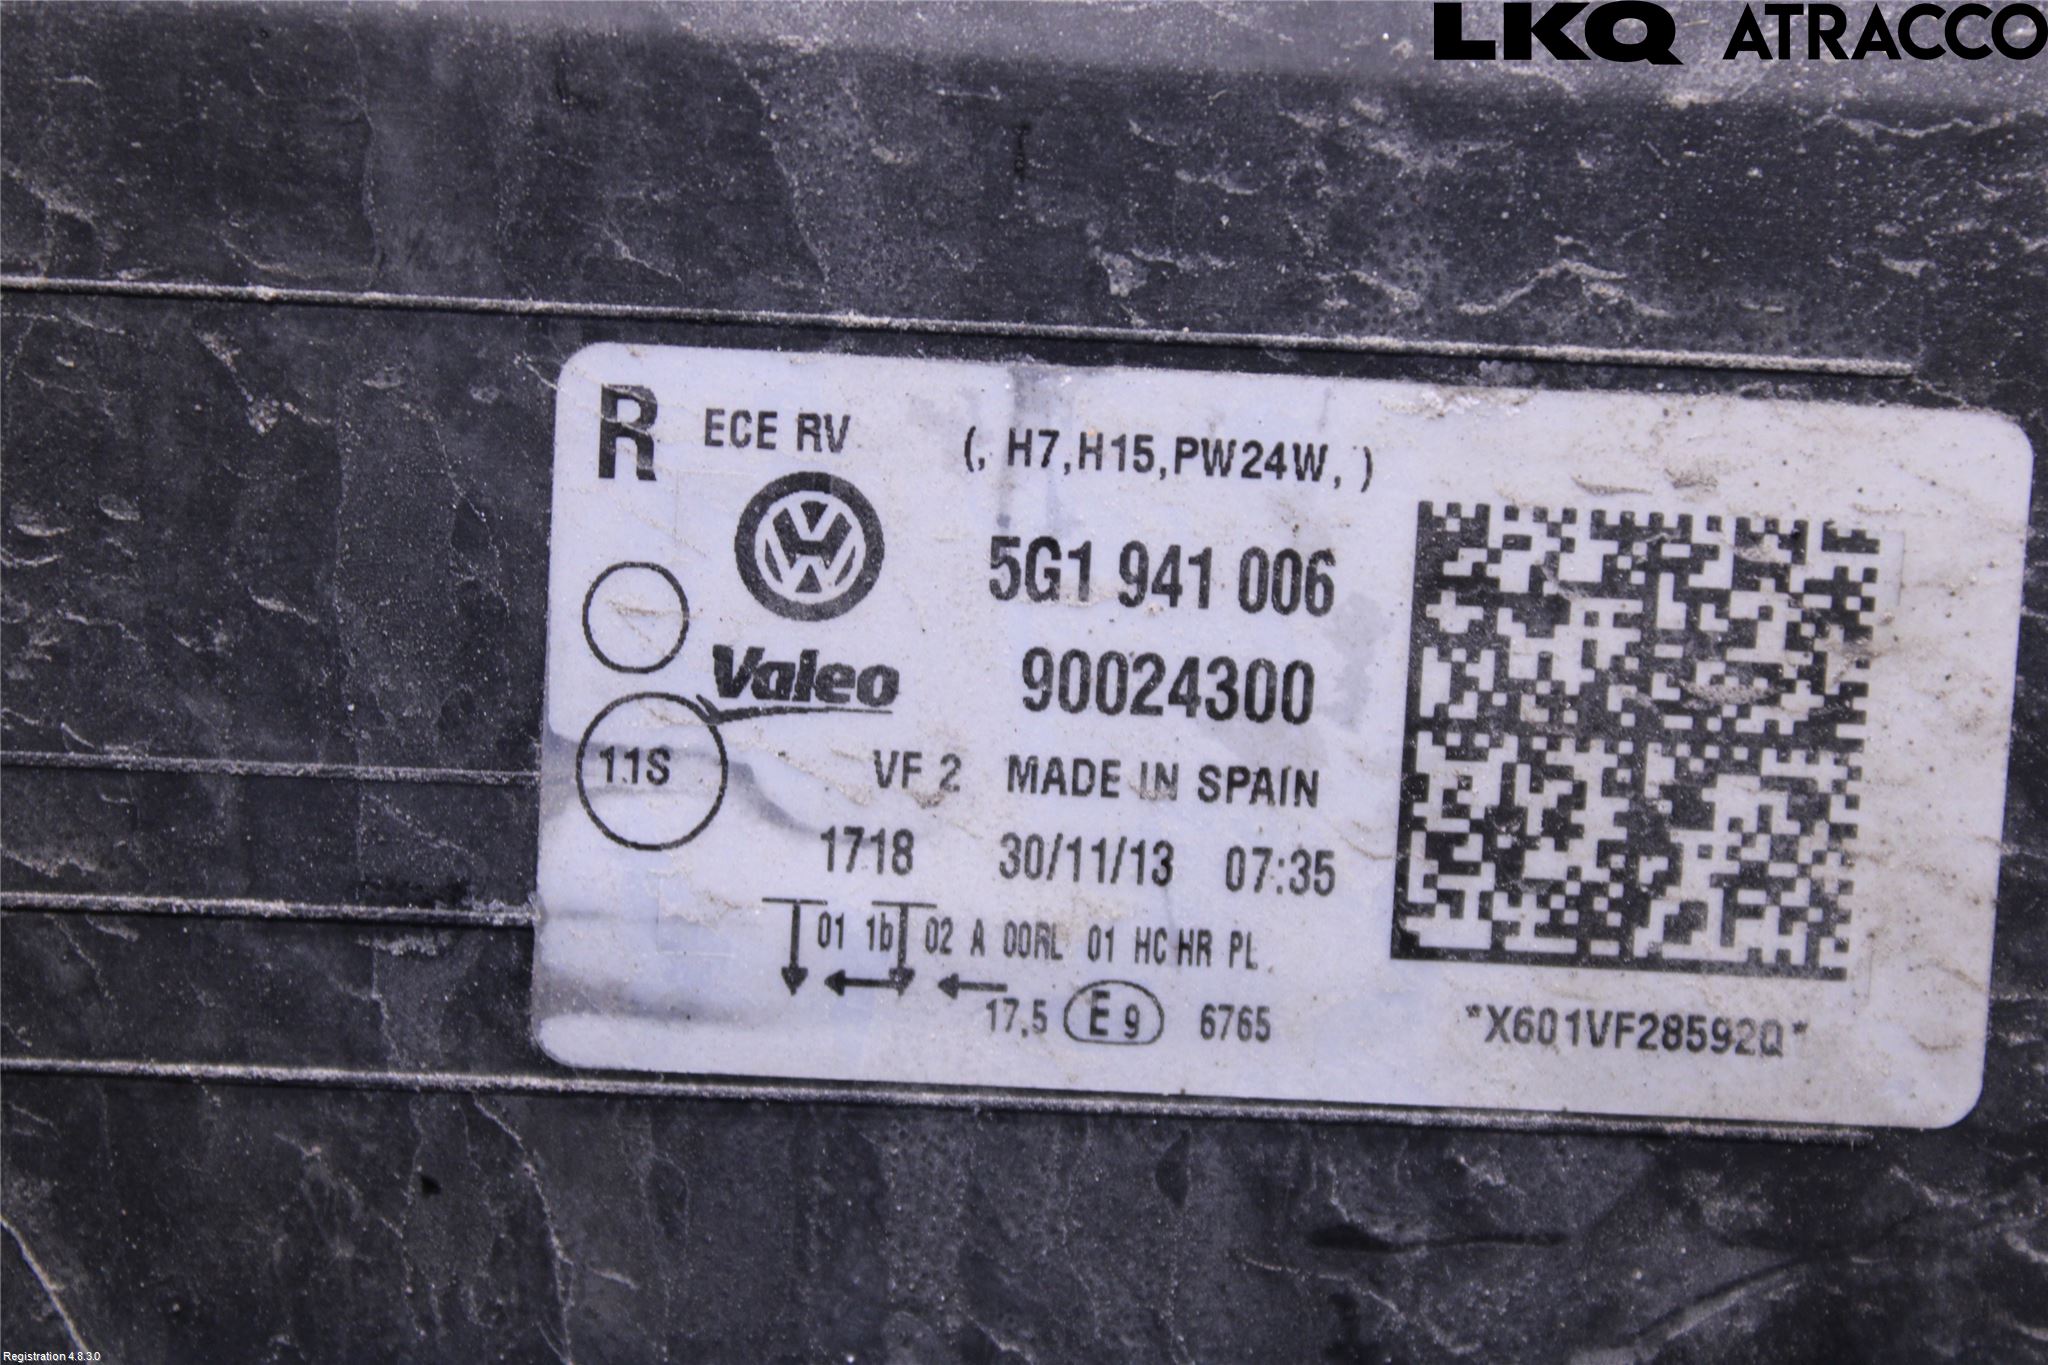 LKQ ATRACCO
R ECE RV (, H7,H15,PW24W, )
5G1 941 006
Valeo 90024300
11S VF 2 MADE IN SPAIN
1718 30/11/13 07:35
01 1b 02 A 00RL 01 HC HR PL
17,5 E9 6765
*X601VF28592Q*
Registration 4.8.3.0